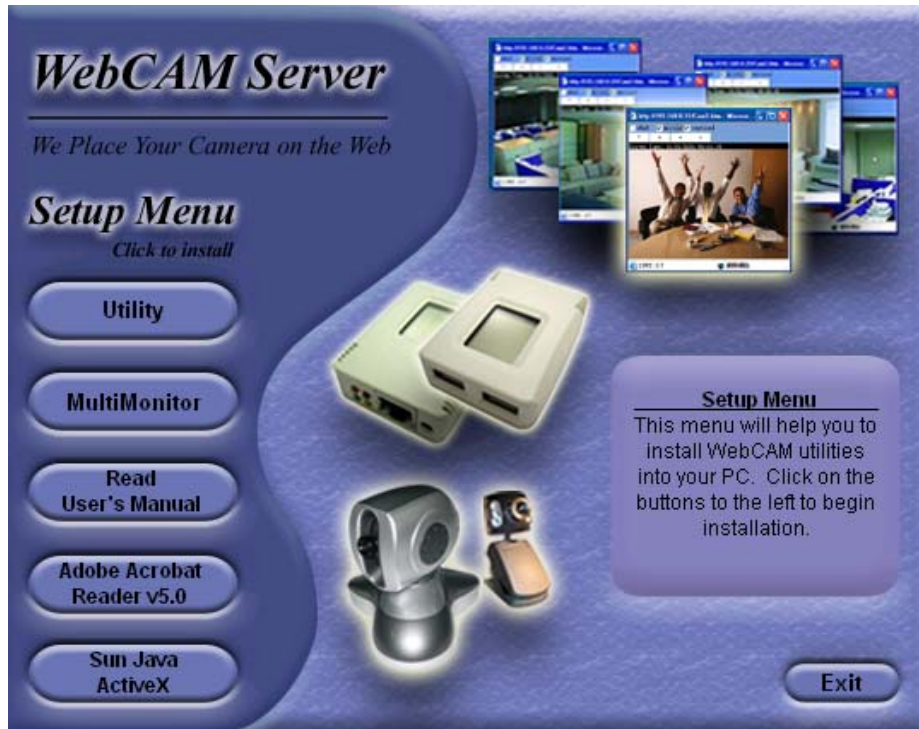 WebCAM Server
We Place Your Camera on the Web
Setup Menu
Click to install
Utility
MultiMonitor
Read
User's Manual
Adobe Acrobat
Reader v5.0
Sun Java
ActiveX
Setup Menu
This menu will help you to
install WebCAM utilities
into your PC. Click on the
buttons to the left to begin
installation.
Exit